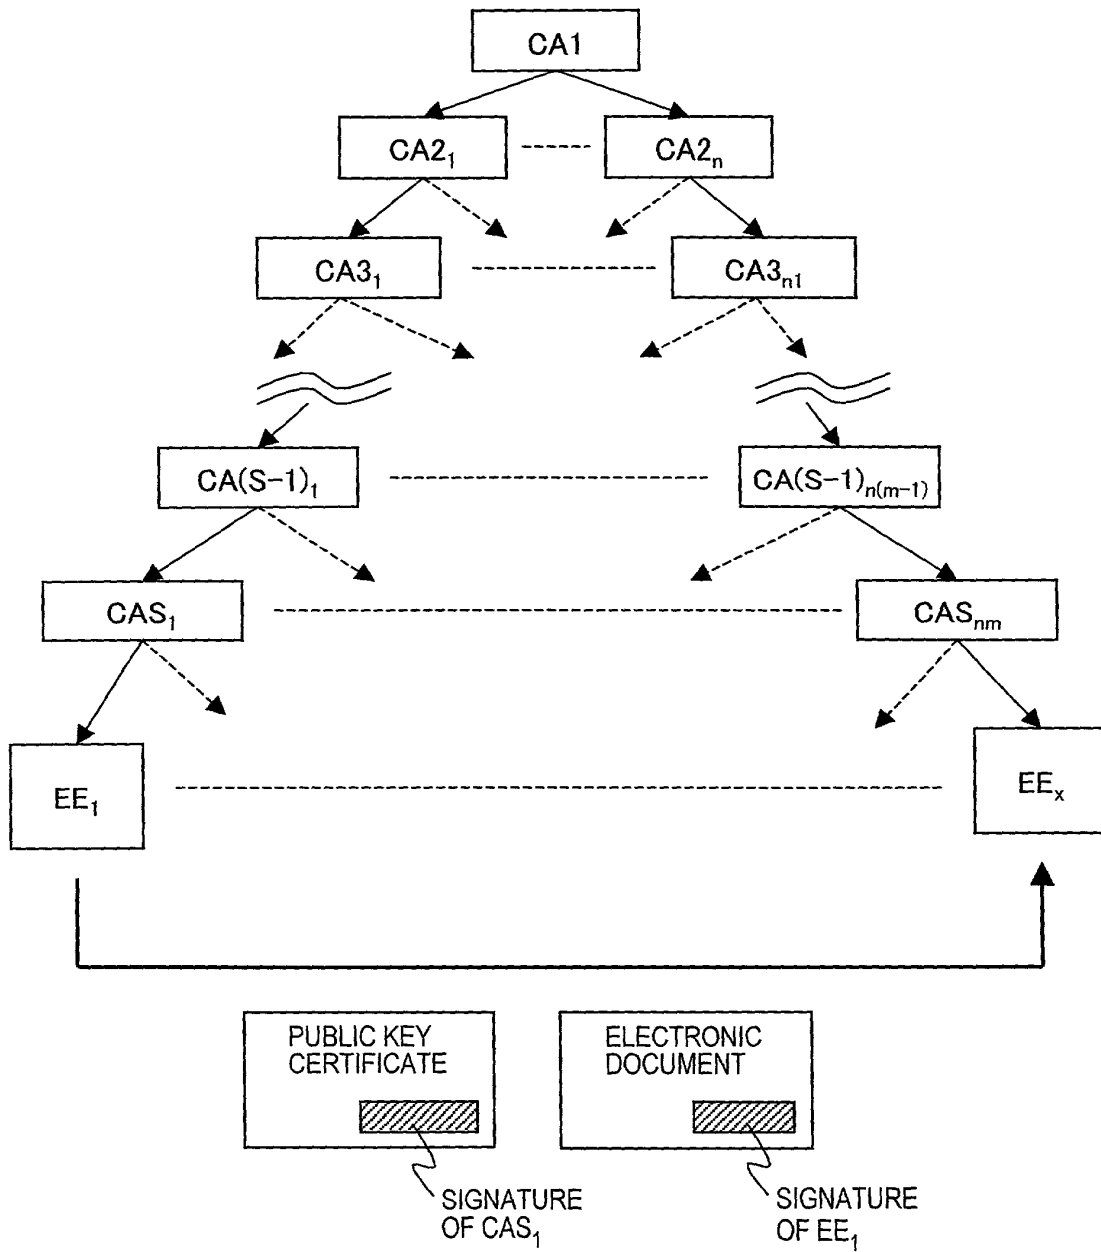 CA1
CA2₁
CA2ₙ
CA3₁
CA3ₙ₁
CA(S-1)₁
CA(S-1)ₙ₍ₘ₋₁₎
CAS₁
CASₙₘ
EE₁
EEₓ
PUBLIC KEY
CERTIFICATE
ELECTRONIC
DOCUMENT
SIGNATURE
OF CAS₁
SIGNATURE
OF EE₁